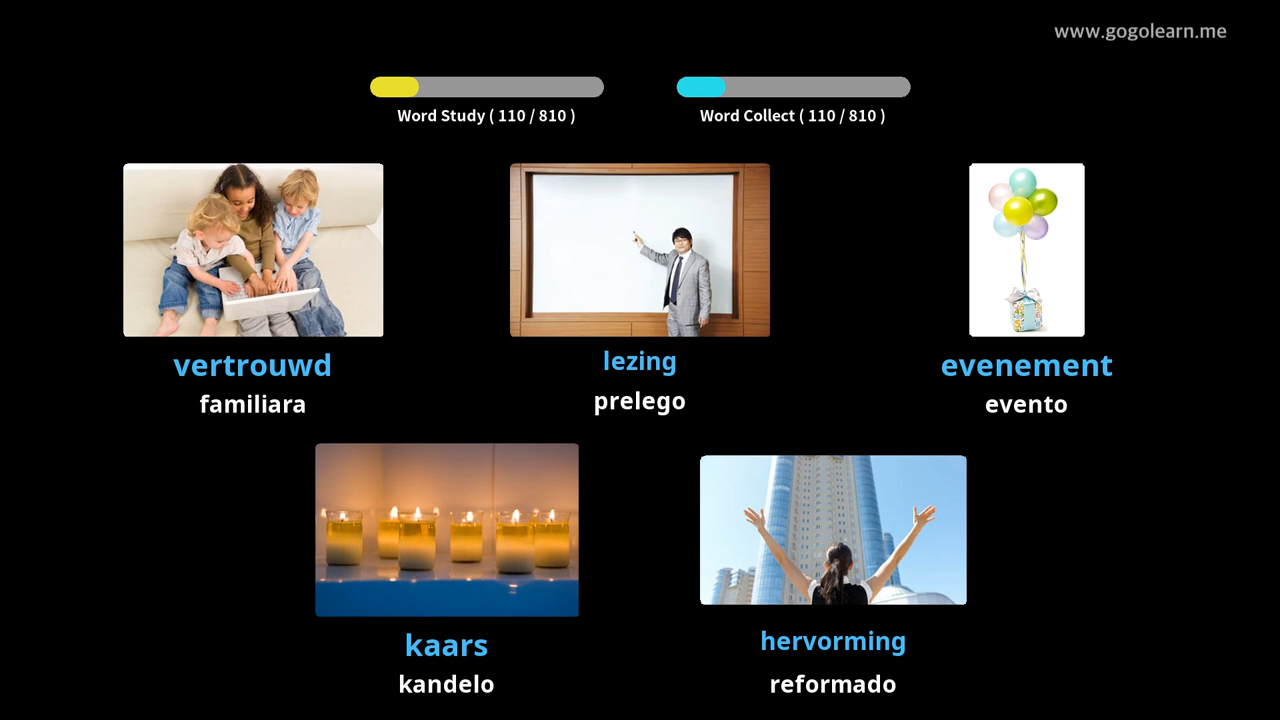 www.gogolearn.me
Word Study ( 110 / 810 )
Word Collect ( 110 / 810 )
vertrouwd
familiara
lezing
prelego
evenement
evento
kaars
kandelo
hervorming
reformado